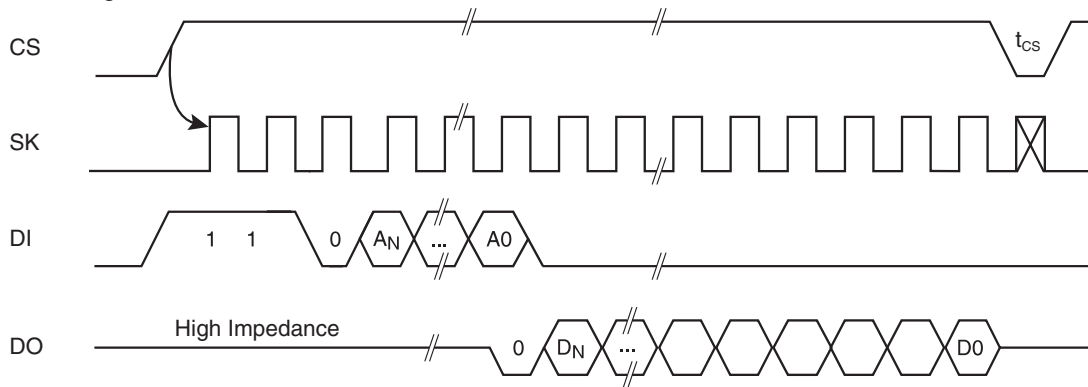 CS
t_CS
SK
DI 1 1 0 A_N ... A0
High Impedance
DO 0 D_N ... D0